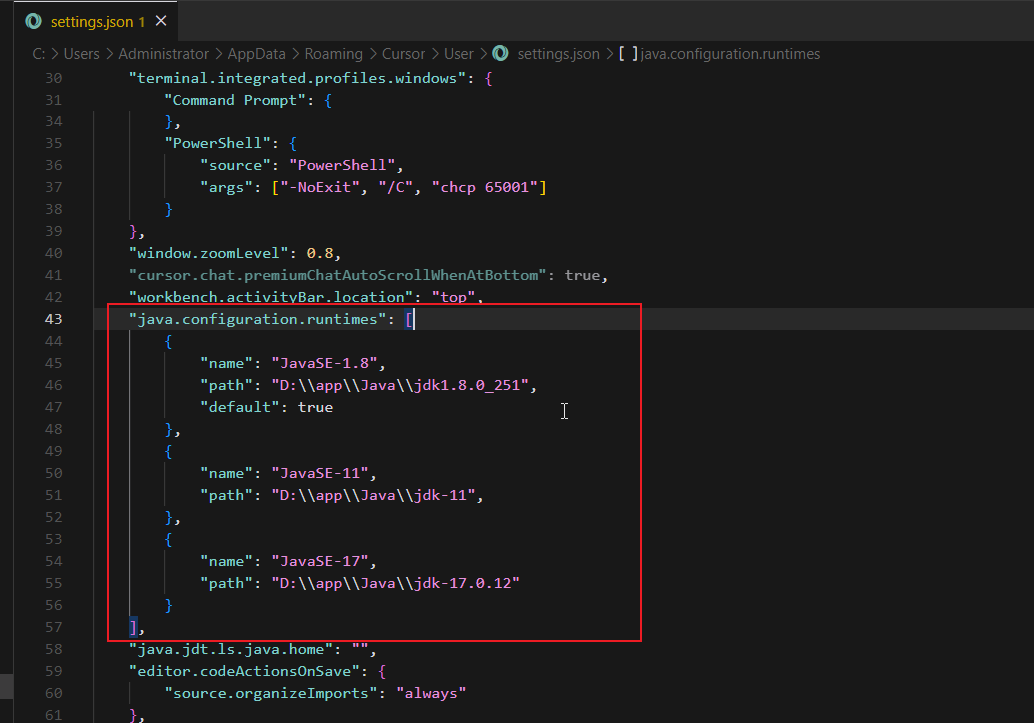 settings.json 1 ×
C: > Users > Administrator > AppData > Roaming > Cursor > User > settings.json > [ ] java.configuration.runtimes
30 "terminal.integrated.profiles.windows": {
31 "Command Prompt": {
34 },
35 "PowerShell": {
36 "source": "PowerShell",
37 "args": ["-NoExit", "/C", "chcp 65001"]
38 }
39 },
40 "window.zoomLevel": 0.8,
41 "cursor.chat.premiumChatAutoScrollWhenAtBottom": true,
42 "workbench.activityBar.location": "top",
43 "java.configuration.runtimes": [
44 {
45 "name": "JavaSE-1.8",
46 "path": "D:\\app\\Java\\jdk1.8.0_251",
47 "default": true
48 },
49 {
50 "name": "JavaSE-11",
51 "path": "D:\\app\\Java\\jdk-11",
52 },
53 {
54 "name": "JavaSE-17",
55 "path": "D:\\app\\Java\\jdk-17.0.12"
56 }
57 ],
58 "java.jdt.ls.java.home": "",
59 "editor.codeActionsOnSave": {
60 "source.organizeImports": "always"
61 },